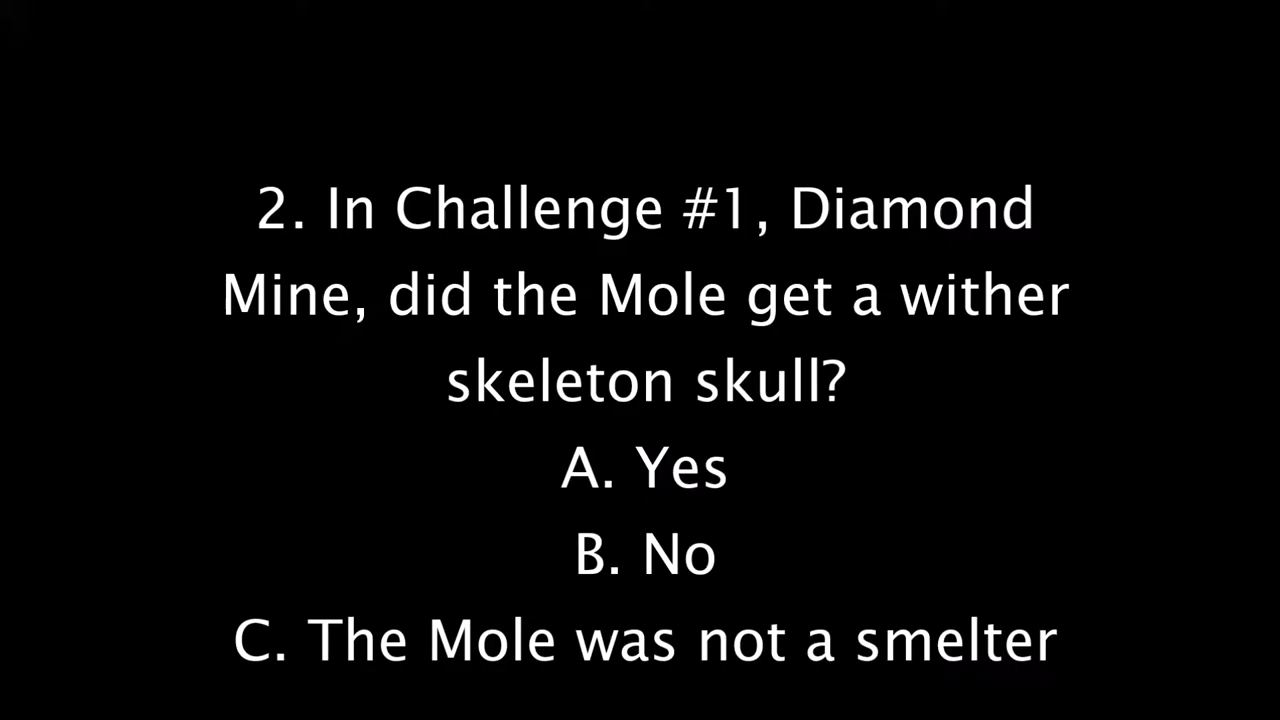 2. In Challenge #1, Diamond
Mine, did the Mole get a wither
skeleton skull?
A. Yes
B. No
C. The Mole was not a smelter